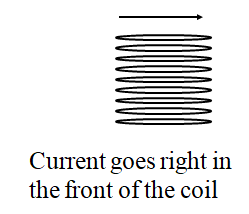 Current goes right in
the front of the coil